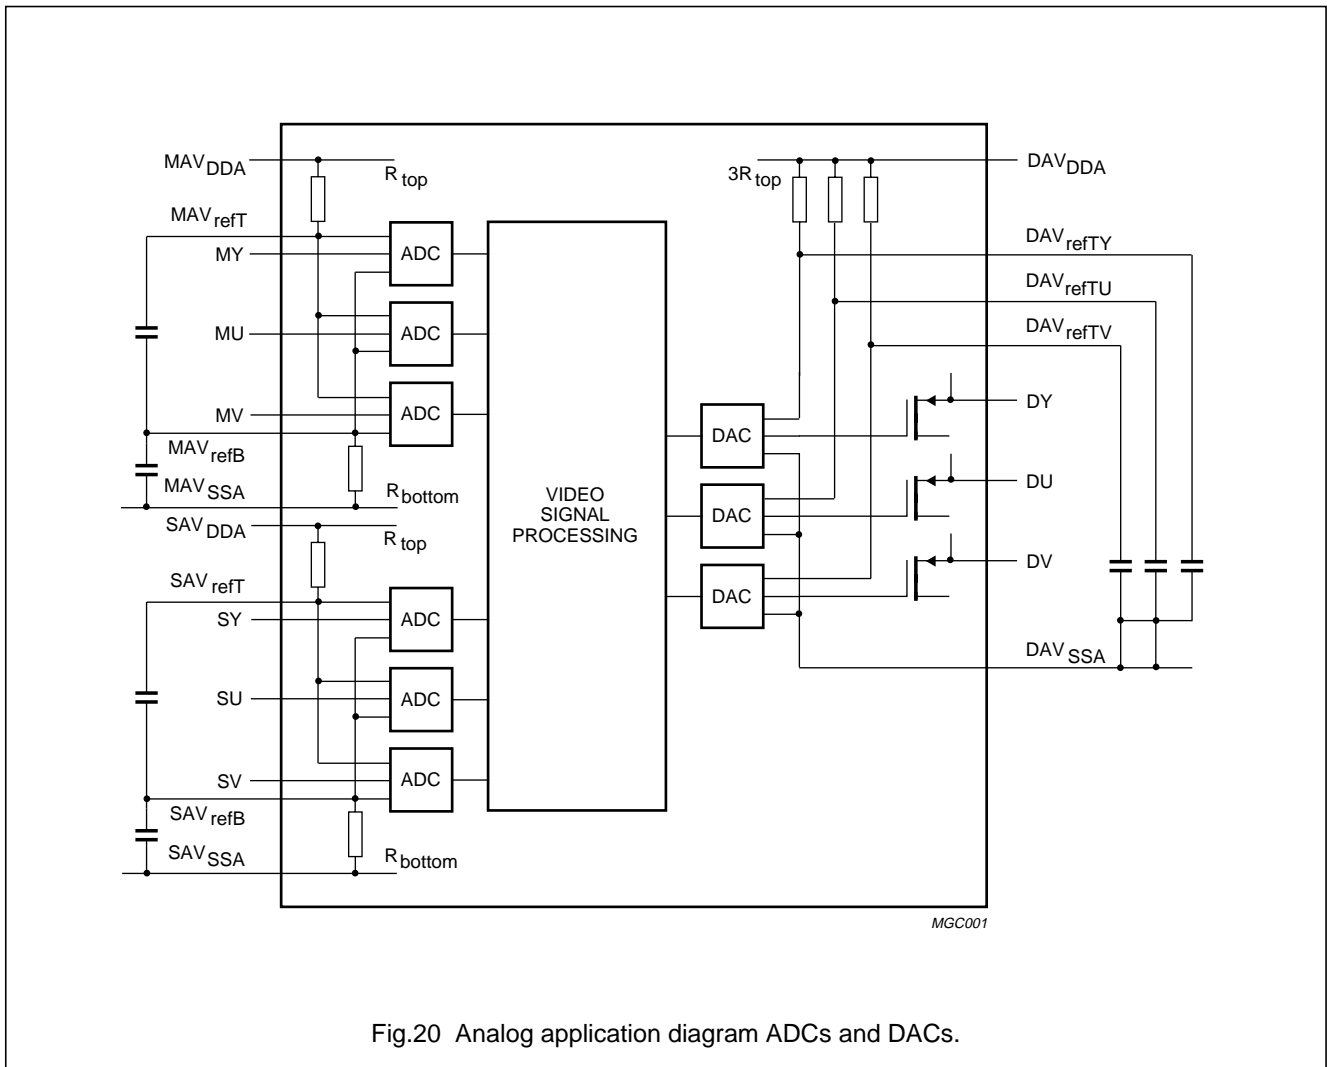 MAVDDA
Rtop
3Rtop
DAVDDA
MAVrefT
MY
ADC
DAVrefTY
DAVrefTU
MU
ADC
DAVrefTV
MV
ADC
DY
DAC
MAVrefB
MAVSSA
Rbottom
DU
VIDEO
SIGNAL
PROCESSING
DAC
SAVDDA
Rtop
DV
SAVrefT
DAC
SY
ADC
DAVSSA
SU
ADC
SV
ADC
SAVrefB
SAVSSA
Rbottom
MGC001
Fig.20 Analog application diagram ADCs and DACs.